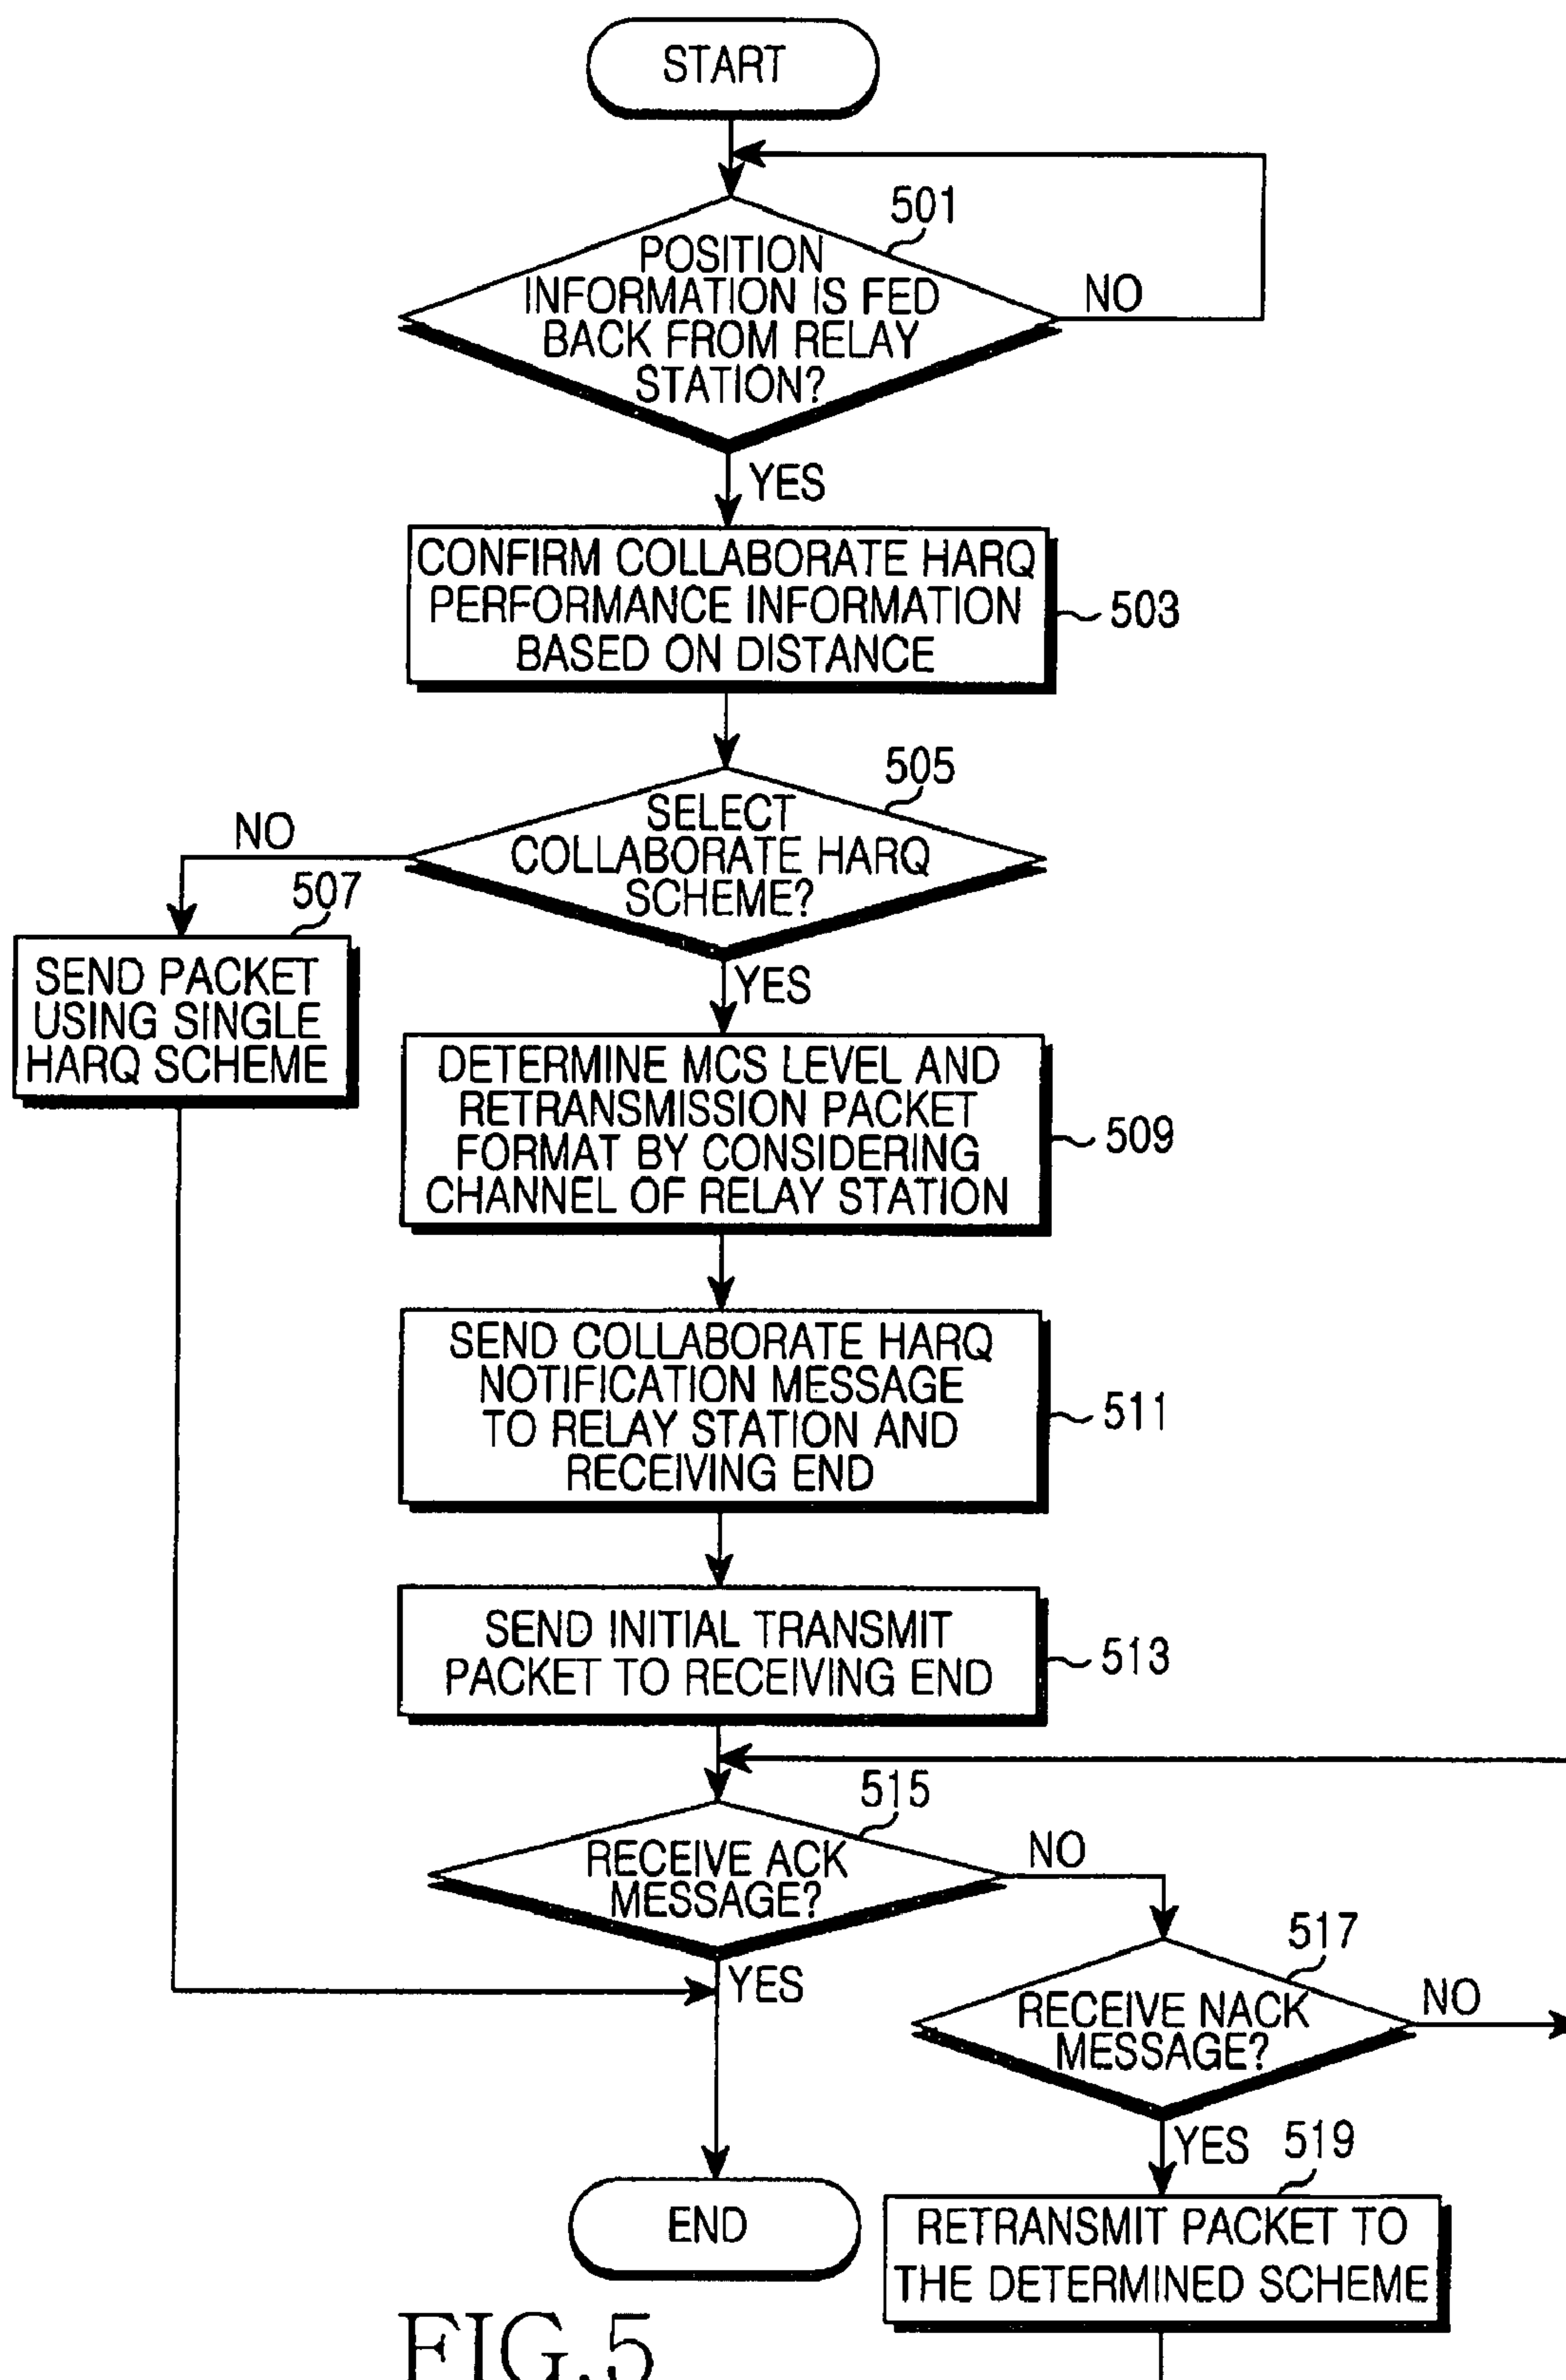 START
501
POSITION
INFORMATION IS FED
BACK FROM RELAY
STATION?
NO
YES
CONFIRM COLLABORATE HARQ
PERFORMANCE INFORMATION
BASED ON DISTANCE
503
505
SELECT
COLLABORATE HARQ
SCHEME?
NO
507
SEND PACKET
USING SINGLE
HARQ SCHEME
YES
DETERMINE MCS LEVEL AND
RETRANSMISSION PACKET
FORMAT BY CONSIDERING
CHANNEL OF RELAY STATION
509
SEND COLLABORATE HARQ
NOTIFICATION MESSAGE
TO RELAY STATION AND
RECEIVING END
511
SEND INITIAL TRANSMIT
PACKET TO RECEIVING END
513
515
RECEIVE ACK
MESSAGE?
NO
YES
517
RECEIVE NACK
MESSAGE?
NO
YES
519
RETRANSMIT PACKET TO
THE DETERMINED SCHEME
END
FIG.5